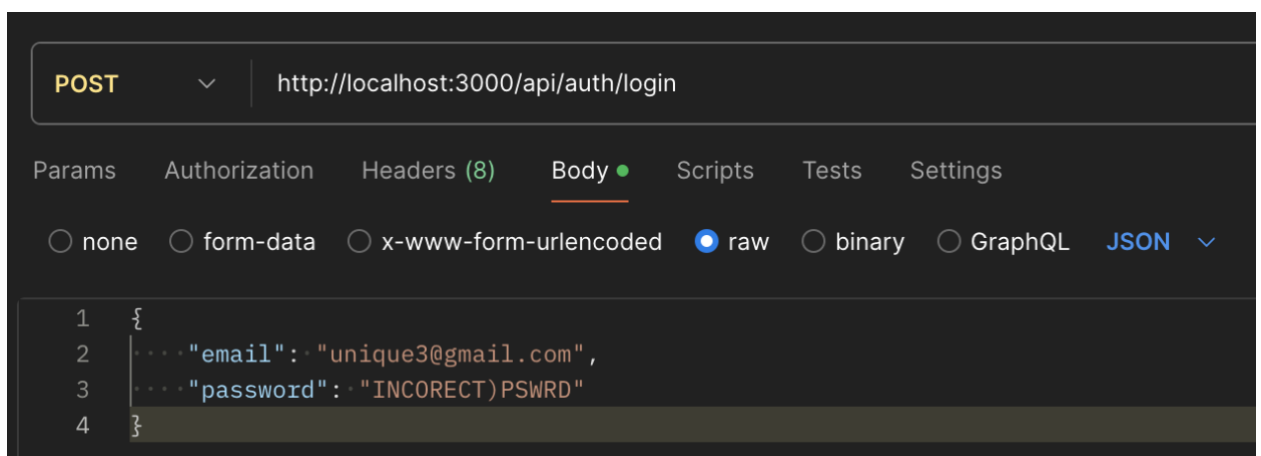 POST http://localhost:3000/api/auth/login
Params Authorization Headers (8) Body Scripts Tests Settings
none form-data x-www-form-urlencoded raw binary GraphQL JSON
1 {
2 "email": "unique3@gmail.com",
3 "password": "INCORECT)PSWRD"
4 }